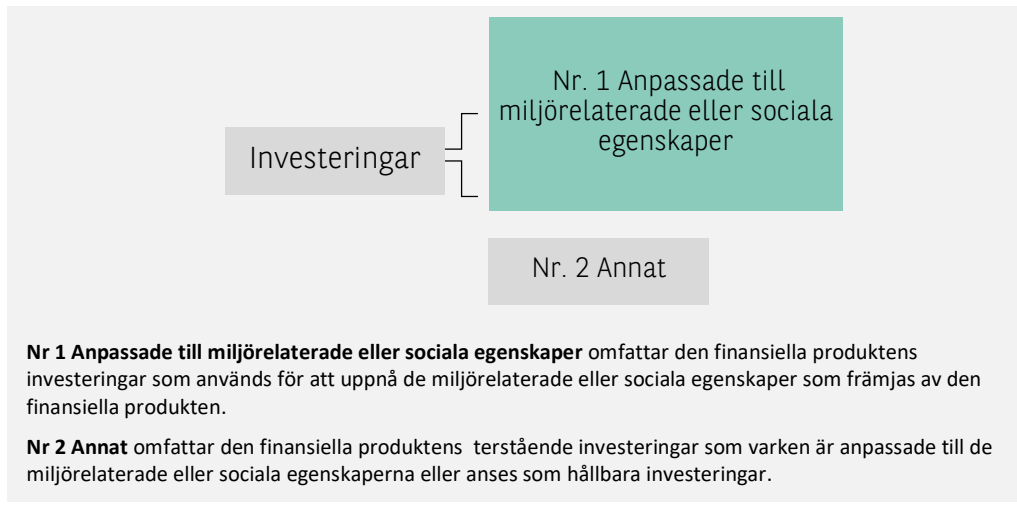 Nr. 1 Anpassade till
miljörelaterade eller sociala
egenskaper
Investeringar
Nr. 2 Annat
Nr 1 Anpassade till miljörelaterade eller sociala egenskaper omfattar den finansiella produktens
investeringar som används för att uppnå de miljörelaterade eller sociala egenskaper som främjas av den
finansiella produkten.
Nr 2 Annat omfattar den finansiella produktens  terstående investeringar som varken är anpassade till de
miljörelaterade eller sociala egenskaperna eller anses som hållbara investeringar.